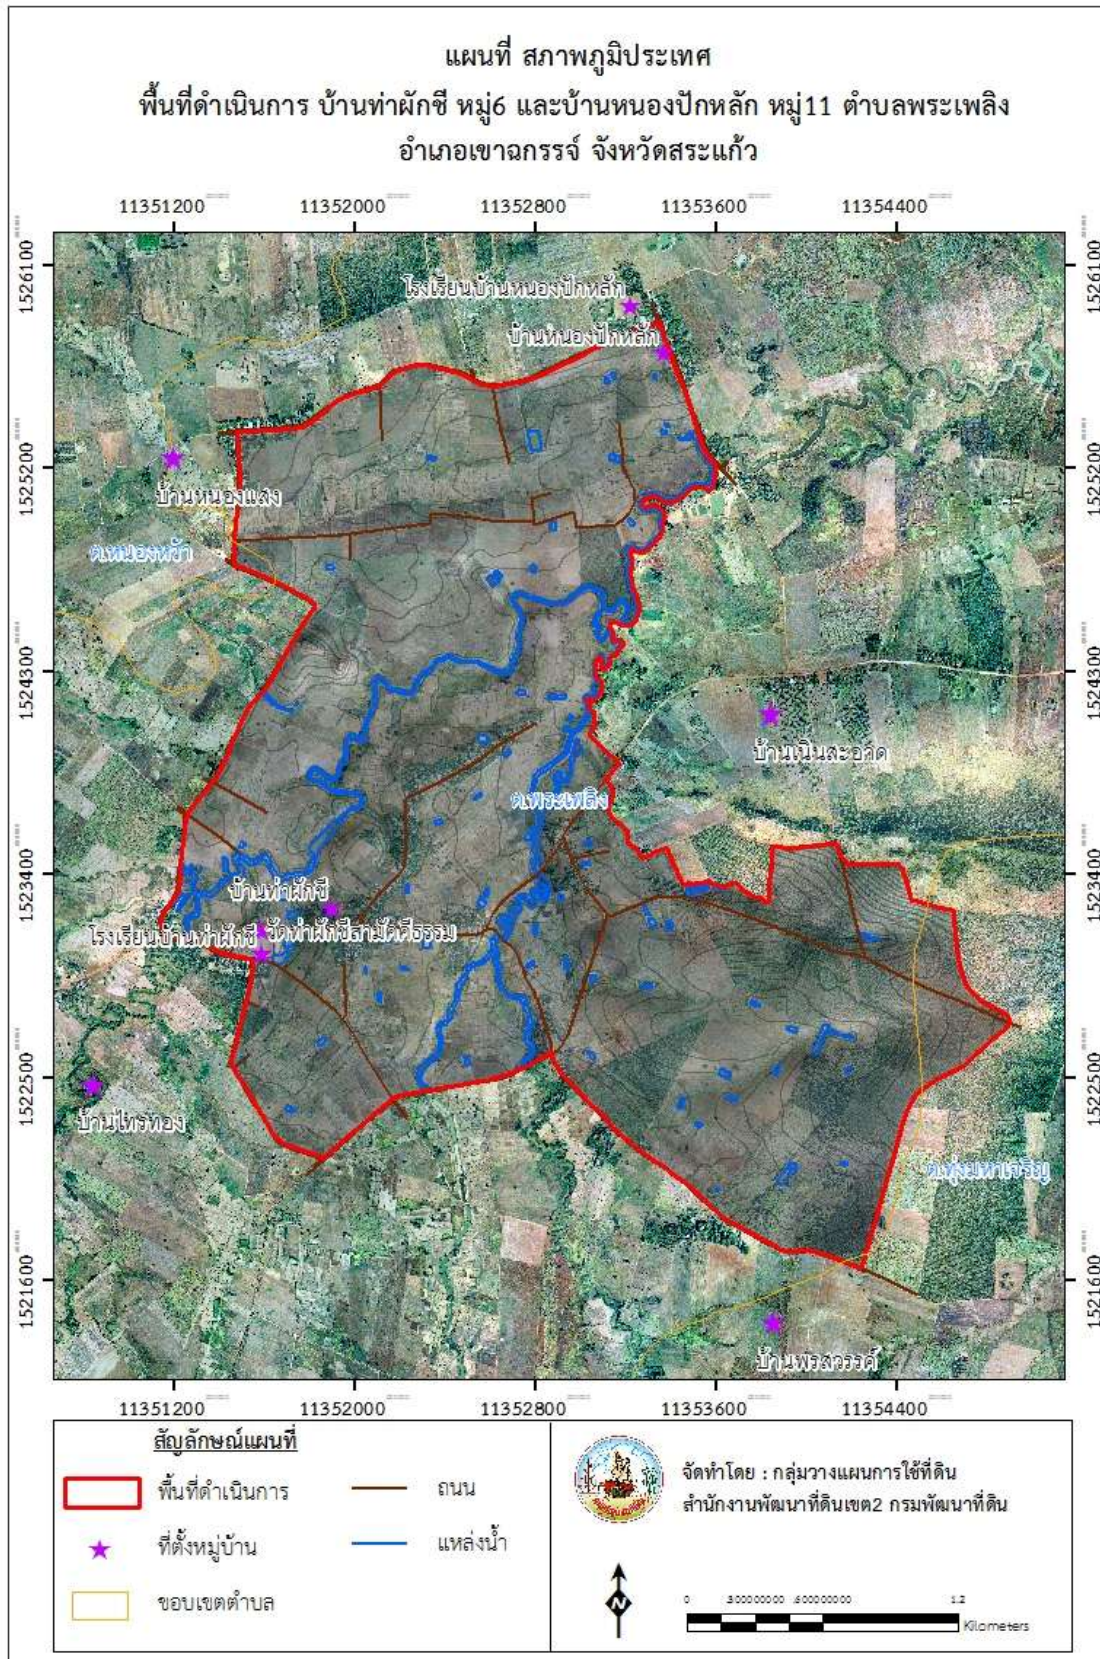 แผนที่ สภาพภูมิประเทศ
พื้นที่ดำเนินการ บ้านท่าผักชี หมู่6 และบ้านหนองปักหลัก หมู่11 ตำบลพระเพลิง
อำเภอเขาฉกรรจ์ จังหวัดสระแก้ว
11351200 11352000 11352800 11353600 11354400
1526100 1526100
โรงเรียนบ้านหนองปักหลัก
บ้านหนองปักหลัก
1525200 1525200
บ้านหนองแสง
ต.หนองหว้า
1524300 1524300
บ้านเนินสะอาด
ต.พระเพลิง
1523400 1523400
บ้านท่าผักชี
โรงเรียนบ้านท่าผักชี วัดท่าผักชีสามัคคีธรรม
1522500 1522500
บ้านไทรทอง
ต.ทุ่งมหาเจริญ
1521600 1521600
บ้านพรสวรรค์
11351200 11352000 11352800 11353600 11354400
สัญลักษณ์แผนที่
พื้นที่ดำเนินการ ถนน
ที่ตั้งหมู่บ้าน แหล่งน้ำ
ขอบเขตตำบล
จัดทำโดย : กลุ่มวางแผนการใช้ที่ดิน
สำนักงานพัฒนาที่ดินเขต2 กรมพัฒนาที่ดิน
N
0 1.2
Kilometers